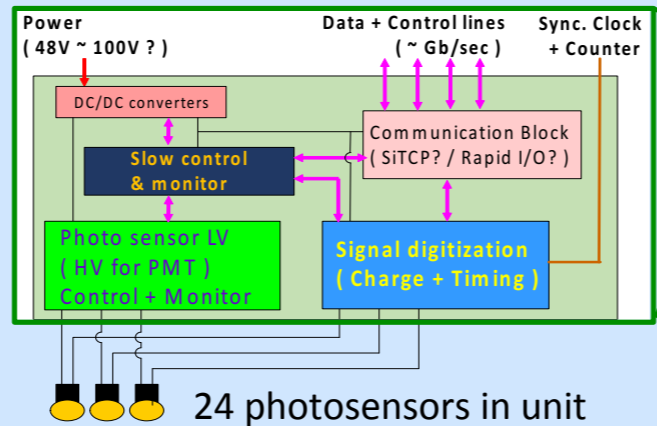 Power
( 48V ~ 100V ? )
Data + Control lines
( ~ Gb/sec )
Sync. Clock
+ Counter
DC/DC converters
Slow control
& monitor
Communication Block
( SiTCP? / Rapid I/O? )
Photo sensor LV
( HV for PMT )
Control + Monitor
Signal digitization
( Charge + Timing )
24 photosensors in unit